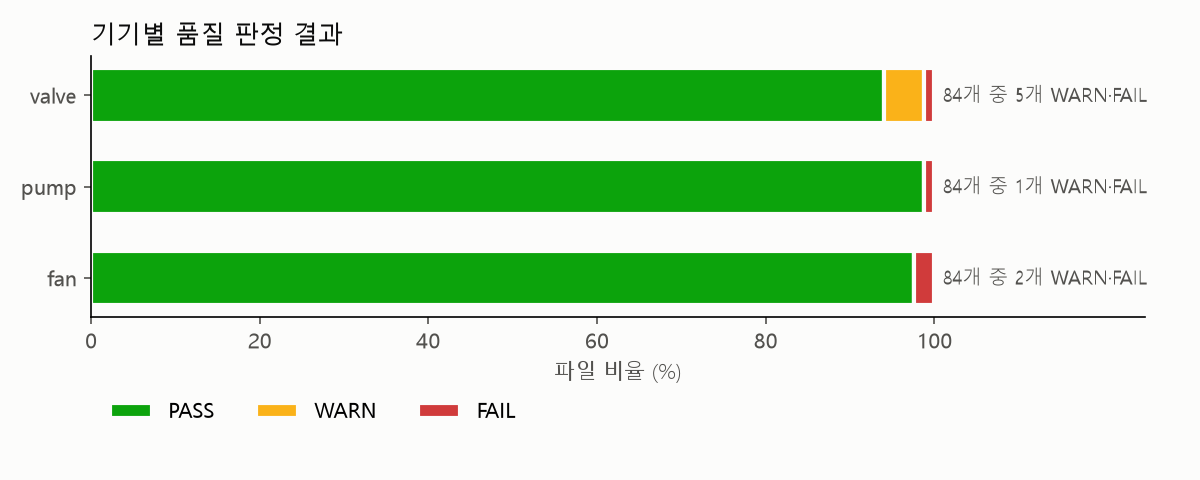 기기별 품질 판정 결과
valve 84개 중 5개 WARN·FAIL
pump 84개 중 1개 WARN·FAIL
fan 84개 중 2개 WARN·FAIL
0 20 40 60 80 100
파일 비율 (%)
PASS WARN FAIL